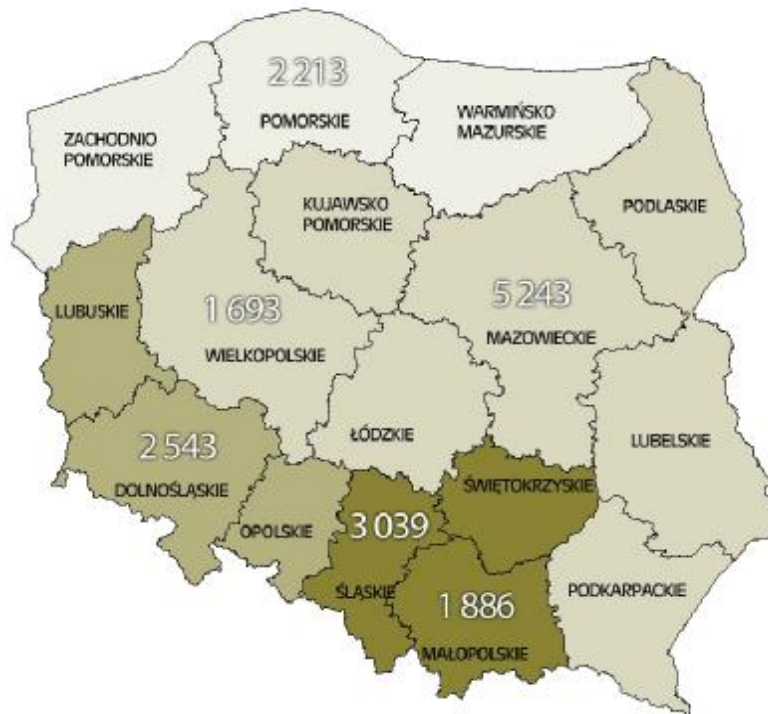 2 213
POMORSKIE
WARMIŃSKO
MAZURSKIE
ZACHODNIO
POMORSKIE
KUJAWSKO
POMORSKIE
PODLASKIE
5 243
MAZOWIECKIE
1 693
WIELKOPOLSKIE
LUBUSKIE
ŁÓDZKIE
LUBELSKIE
2 543
DOLNOŚLĄSKIE
ŚWIĘTOKRZYSKIE
OPOLSKIE
3 039
ŚLĄSKIE
PODKARPACKIE
1 886
MAŁOPOLSKIE